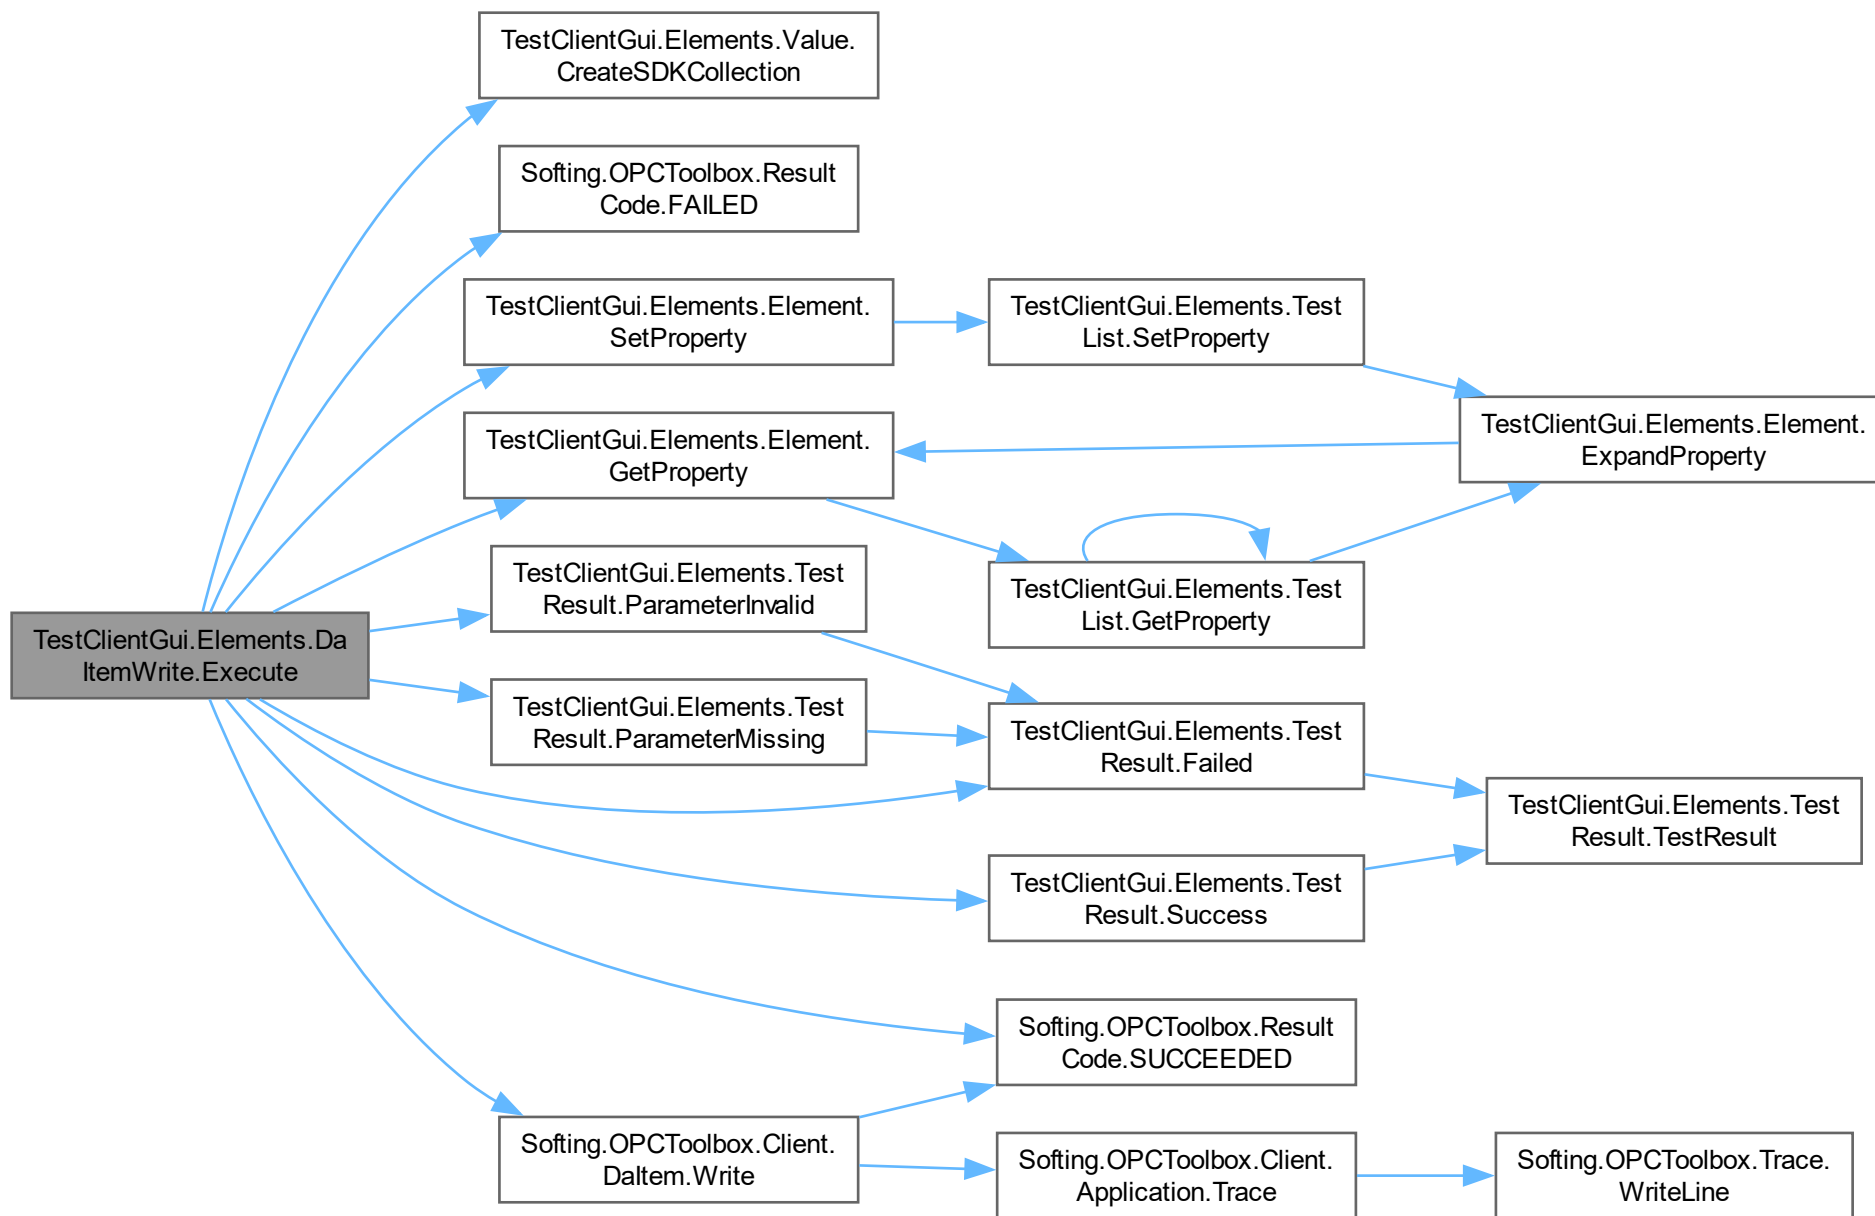 TestClientGui.Elements.Value.
CreateSDKCollection
Softing.OPCToolbox.Result
Code.FAILED
TestClientGui.Elements.Element.
SetProperty
TestClientGui.Elements.Test
List.SetProperty
TestClientGui.Elements.Element.
ExpandProperty
TestClientGui.Elements.Element.
GetProperty
TestClientGui.Elements.Test
List.GetProperty
TestClientGui.Elements.Test
Result.ParameterInvalid
TestClientGui.Elements.Da
ItemWrite.Execute
TestClientGui.Elements.Test
Result.ParameterMissing
TestClientGui.Elements.Test
Result.Failed
TestClientGui.Elements.Test
Result.TestResult
TestClientGui.Elements.Test
Result.Success
Softing.OPCToolbox.Result
Code.SUCCEEDED
Softing.OPCToolbox.Client.
DaItem.Write
Softing.OPCToolbox.Client.
Application.Trace
Softing.OPCToolbox.Trace.
WriteLine